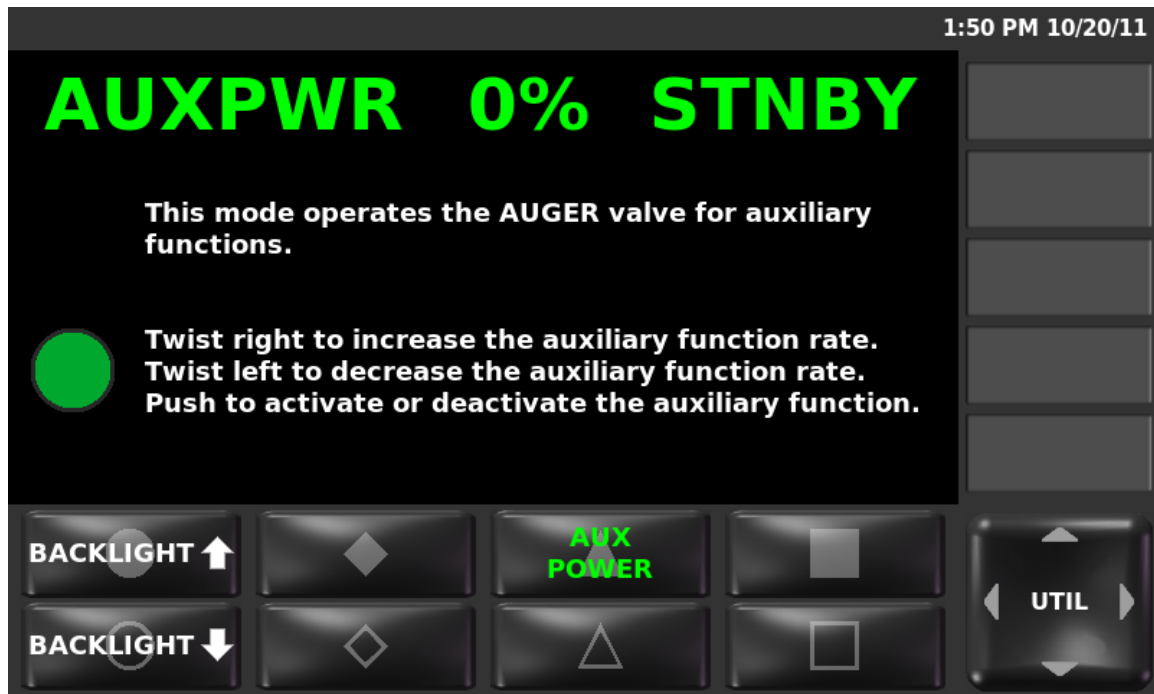 1:50 PM 10/20/11
AUXPWR 0% STNBY
This mode operates the AUGER valve for auxiliary
functions.
Twist right to increase the auxiliary function rate.
Twist left to decrease the auxiliary function rate.
Push to activate or deactivate the auxiliary function.
BACKLIGHT
AUX
POWER
UTIL
BACKLIGHT